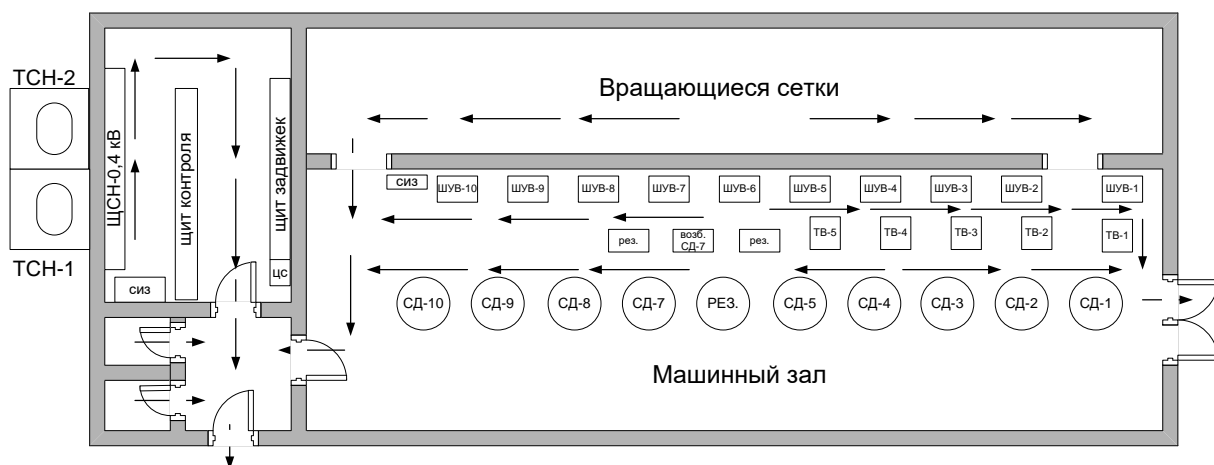 ТСН-2
ТСН-1
ЩСН-0,4 кВ
щит контроля
щит задвижек
ЦС
сиз
Вращающиеся сетки
сиз
ШУВ-10
ШУВ-9
ШУВ-8
ШУВ-7
ШУВ-6
ШУВ-5
ШУВ-4
ШУВ-3
ШУВ-2
ШУВ-1
рез.
возб.
СД-7
рез.
ТВ-5
ТВ-4
ТВ-3
ТВ-2
ТВ-1
СД-10
СД-9
СД-8
СД-7
РЕЗ.
СД-5
СД-4
СД-3
СД-2
СД-1
Машинный зал